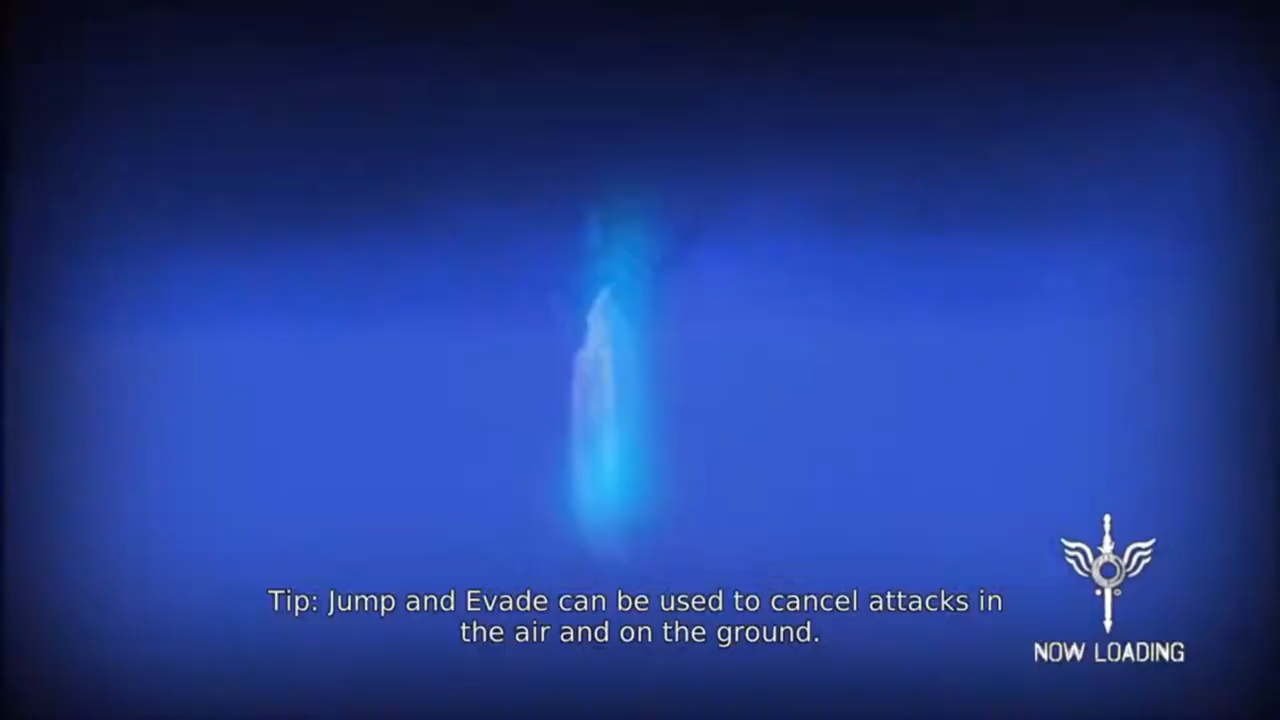 Tip: Jump and Evade can be used to cancel attacks in
the air and on the ground.
NOW LOADING